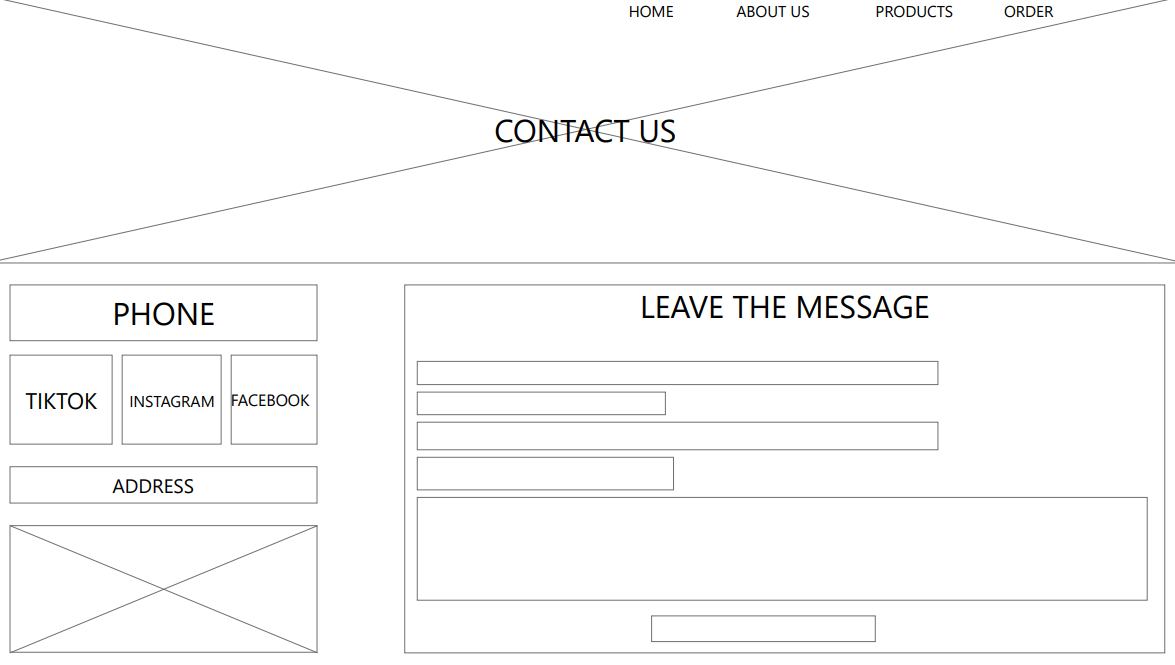 HOME ABOUT US PRODUCTS ORDER
CONTACT US
PHONE
TIKTOK INSTAGRAM FACEBOOK
ADDRESS
LEAVE THE MESSAGE